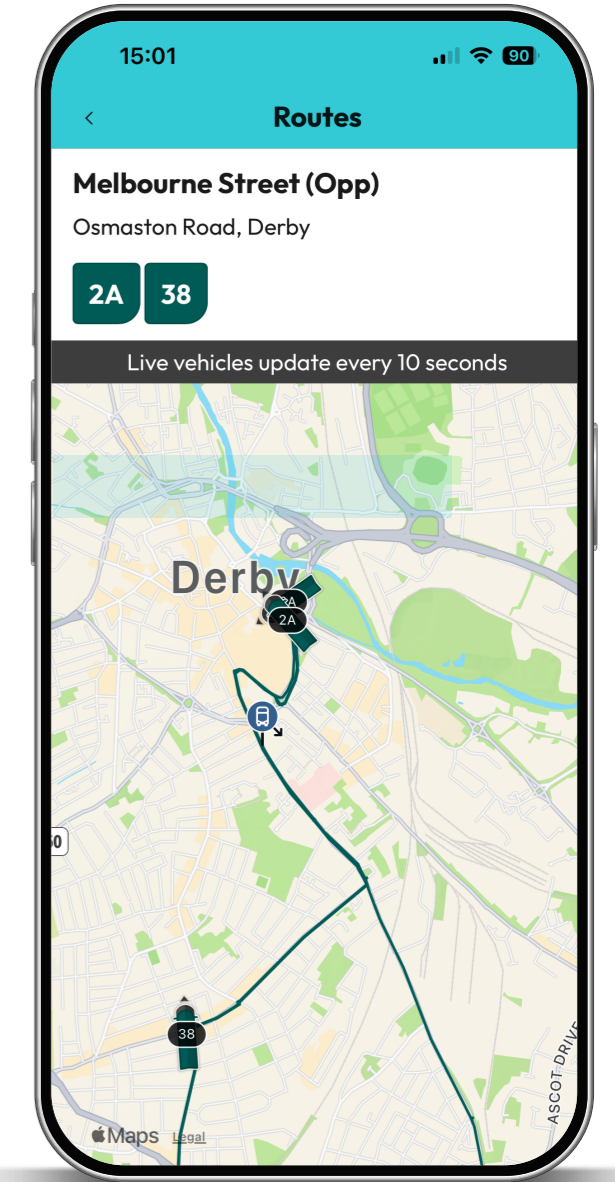 15:01
90
Routes
Melbourne Street (Opp)
Osmaston Road, Derby
2A 38
Live vehicles update every 10 seconds
Derby
2A
38
ASCOT DRIVE
Maps Legal